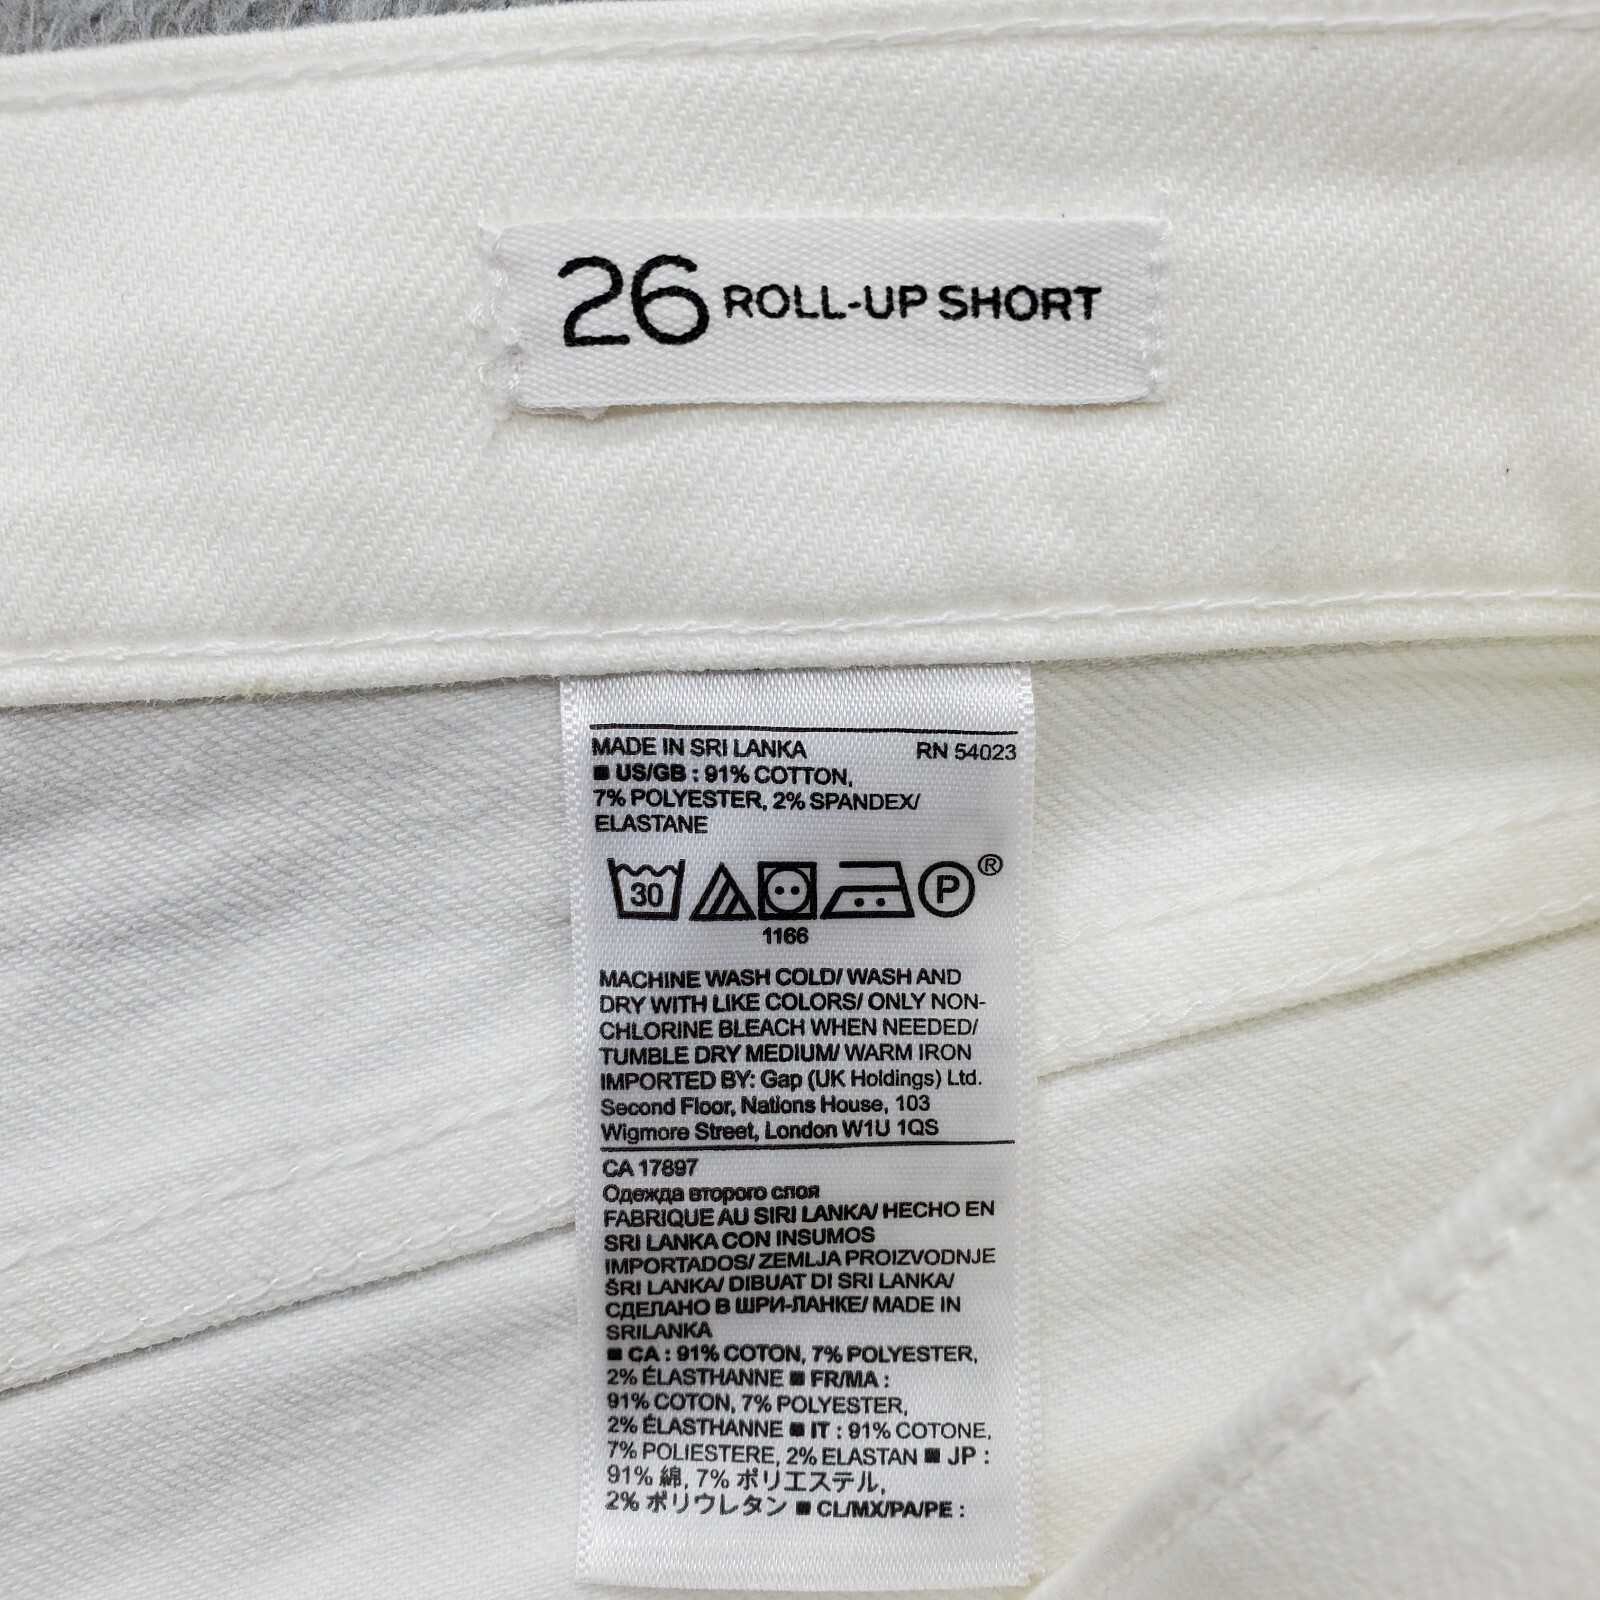 26 ROLL-UP SHORT
MADE IN SRI LANKA RN 54023
■ US/GB : 91% COTTON,
7% POLYESTER, 2% SPANDEX/
ELASTANE
30 P ®
1166
MACHINE WASH COLD/ WASH AND
DRY WITH LIKE COLORS/ ONLY NON-
CHLORINE BLEACH WHEN NEEDED/
TUMBLE DRY MEDIUM/ WARM IRON
IMPORTED BY: Gap (UK Holdings) Ltd.
Second Floor, Nations House, 103
Wigmore Street, London W1U 1QS
CA 17897
Одежда второго слоя
FABRIQUE AU SIRI LANKA/ HECHO EN
SRI LANKA CON INSUMOS
IMPORTADOS/ ZEMLJA PROIZVODNJE
ŠRI LANKA/ DIBUAT DI SRI LANKA/
СДЕЛАНО В ШРИ-ЛАНКЕ/ MADE IN
SRILANKA
■ CA : 91% COTON, 7% POLYESTER,
2% ÉLASTHANNE ■ FR/MA :
91% COTON, 7% POLYESTER,
2% ÉLASTHANNE ■ IT : 91% COTONE,
7% POLIESTERE, 2% ELASTAN ■ JP :
91% 綿, 7% ポリエステル,
2% ポリウレタン ■ CL/MX/PA/PE :